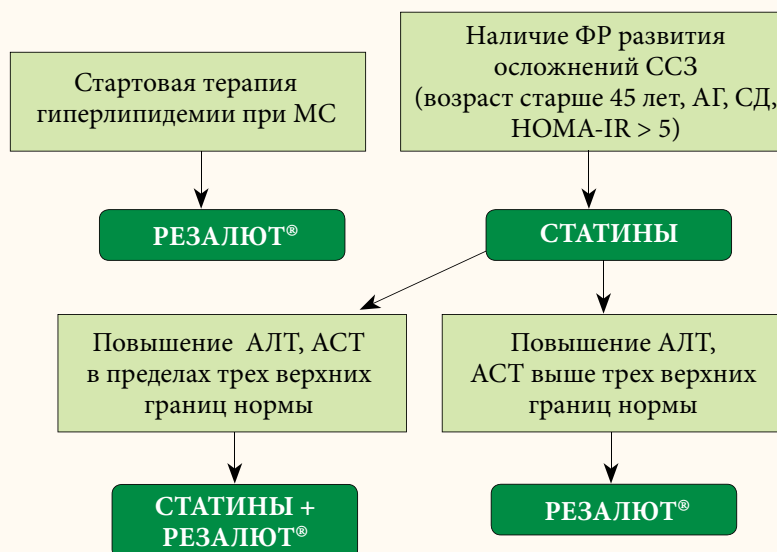 Стартовая терапия
гиперлипидемии при МС
Наличие ФР развития
осложнений ССЗ
(возраст старше 45 лет, АГ, СД,
HOMA-IR > 5)
РЕЗАЛЮТ®
СТАТИНЫ
Повышение АЛТ, АСТ
в пределах трех верхних
границ нормы
Повышение АЛТ,
АСТ выше трех верхних
границ нормы
СТАТИНЫ +
РЕЗАЛЮТ®
РЕЗАЛЮТ®